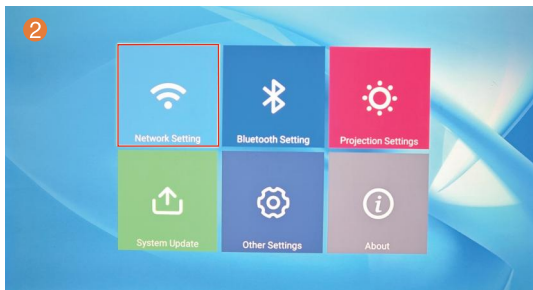 2
Network Setting
Bluetooth Setting
Projection Settings
System Update
Other Settings
About